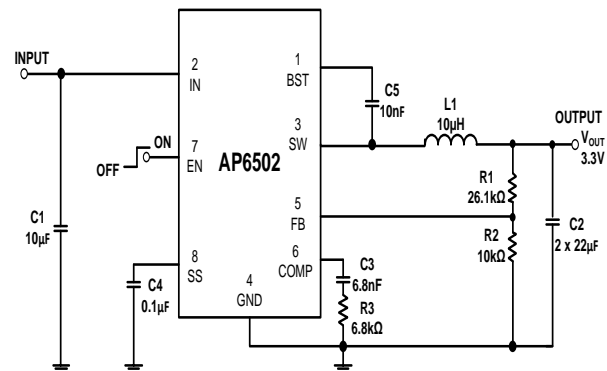 INPUT
2
IN
1
BST
C5
10nF
L1
10µH
OUTPUT
VOUT
3.3V
3
SW
ON
OFF
7
EN
AP6502
R1
26.1kΩ
C1
10µF
5
FB
R2
10kΩ
C2
2 x 22µF
6
COMP
C3
6.8nF
8
SS
C4
0.1µF
4
GND
R3
6.8kΩ